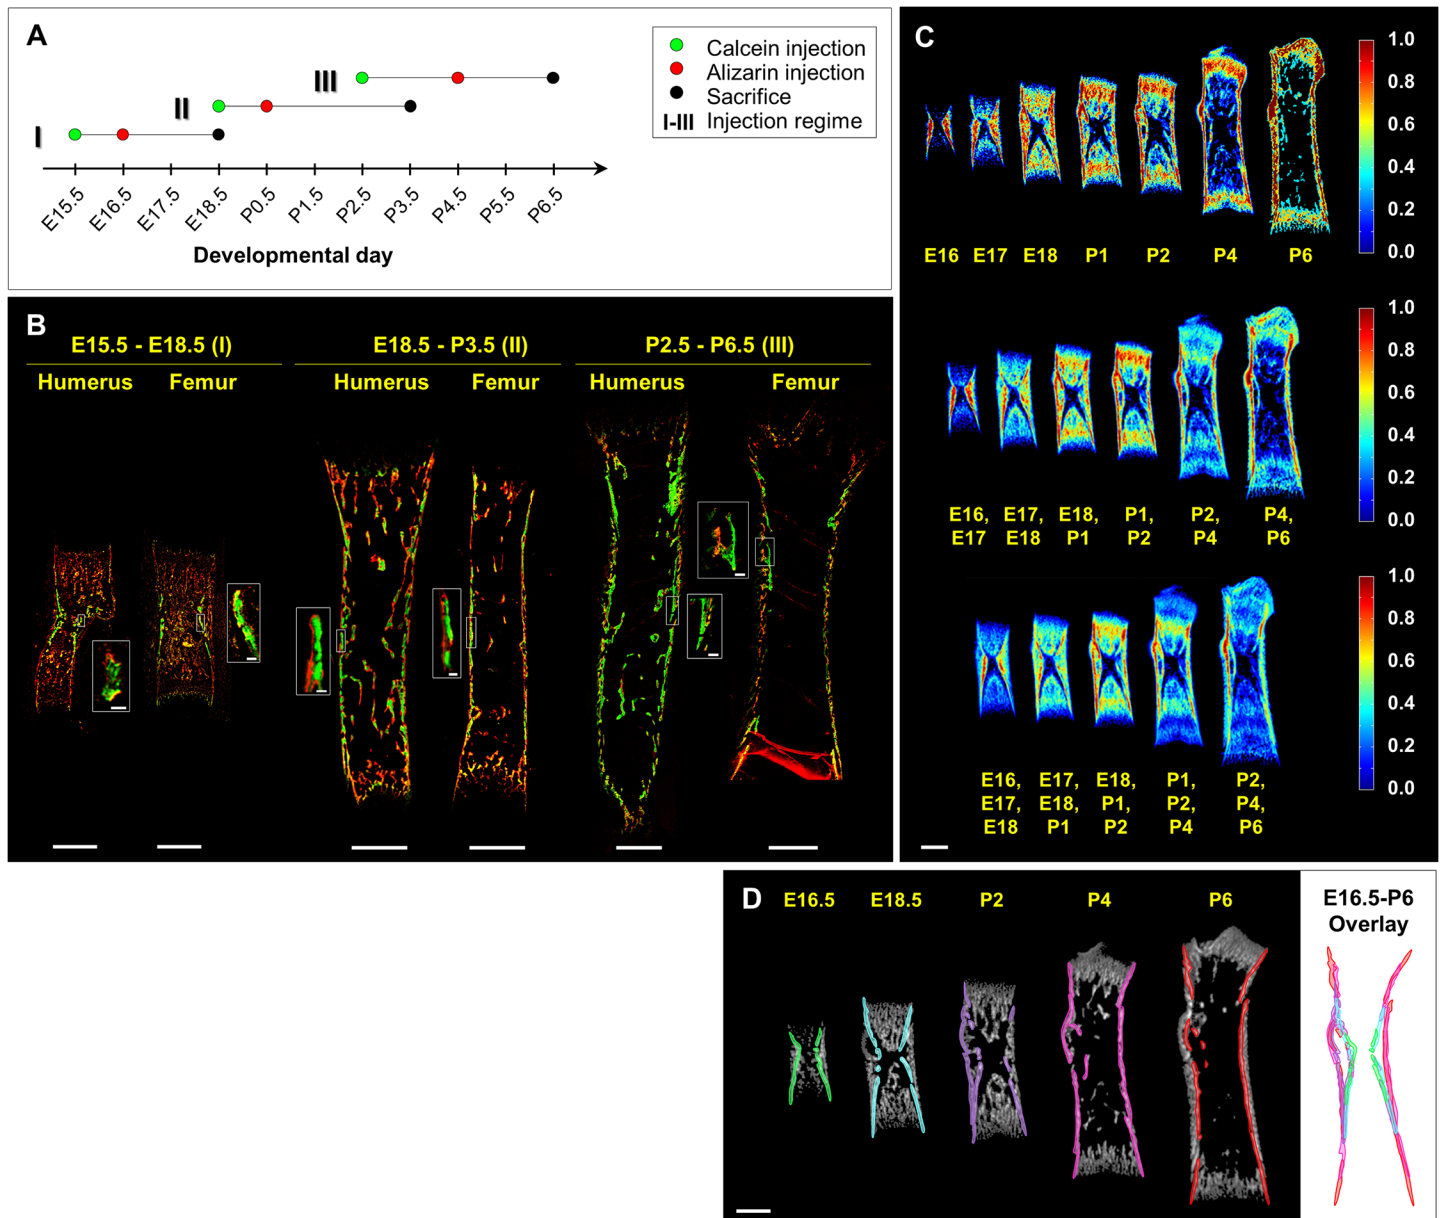 A
Calcein injection
Alizarin injection
Sacrifice
I-III Injection regime
III
II
I
E15.5 E16.5 E17.5 E18.5 P0.5 P1.5 P2.5 P3.5 P4.5 P5.5 P6.5
Developmental day
B
E15.5 - E18.5 (I) E18.5 - P3.5 (II) P2.5 - P6.5 (III)
Humerus Femur Humerus Femur Humerus Femur
C
1.0
0.8
0.6
0.4
0.2
0.0
E16 E17 E18 P1 P2 P4 P6
1.0
0.8
0.6
0.4
0.2
0.0
E16, E17, E18, P1, P2, P4,
E17 E18 P1 P2 P4 P6
1.0
0.8
0.6
0.4
0.2
0.0
E16, E17, E18, P1, P2,
E17, E18, P1, P2, P4,
E18 P1 P2 P4 P6
D
E16.5 E18.5 P2 P4 P6
E16.5-P6
Overlay